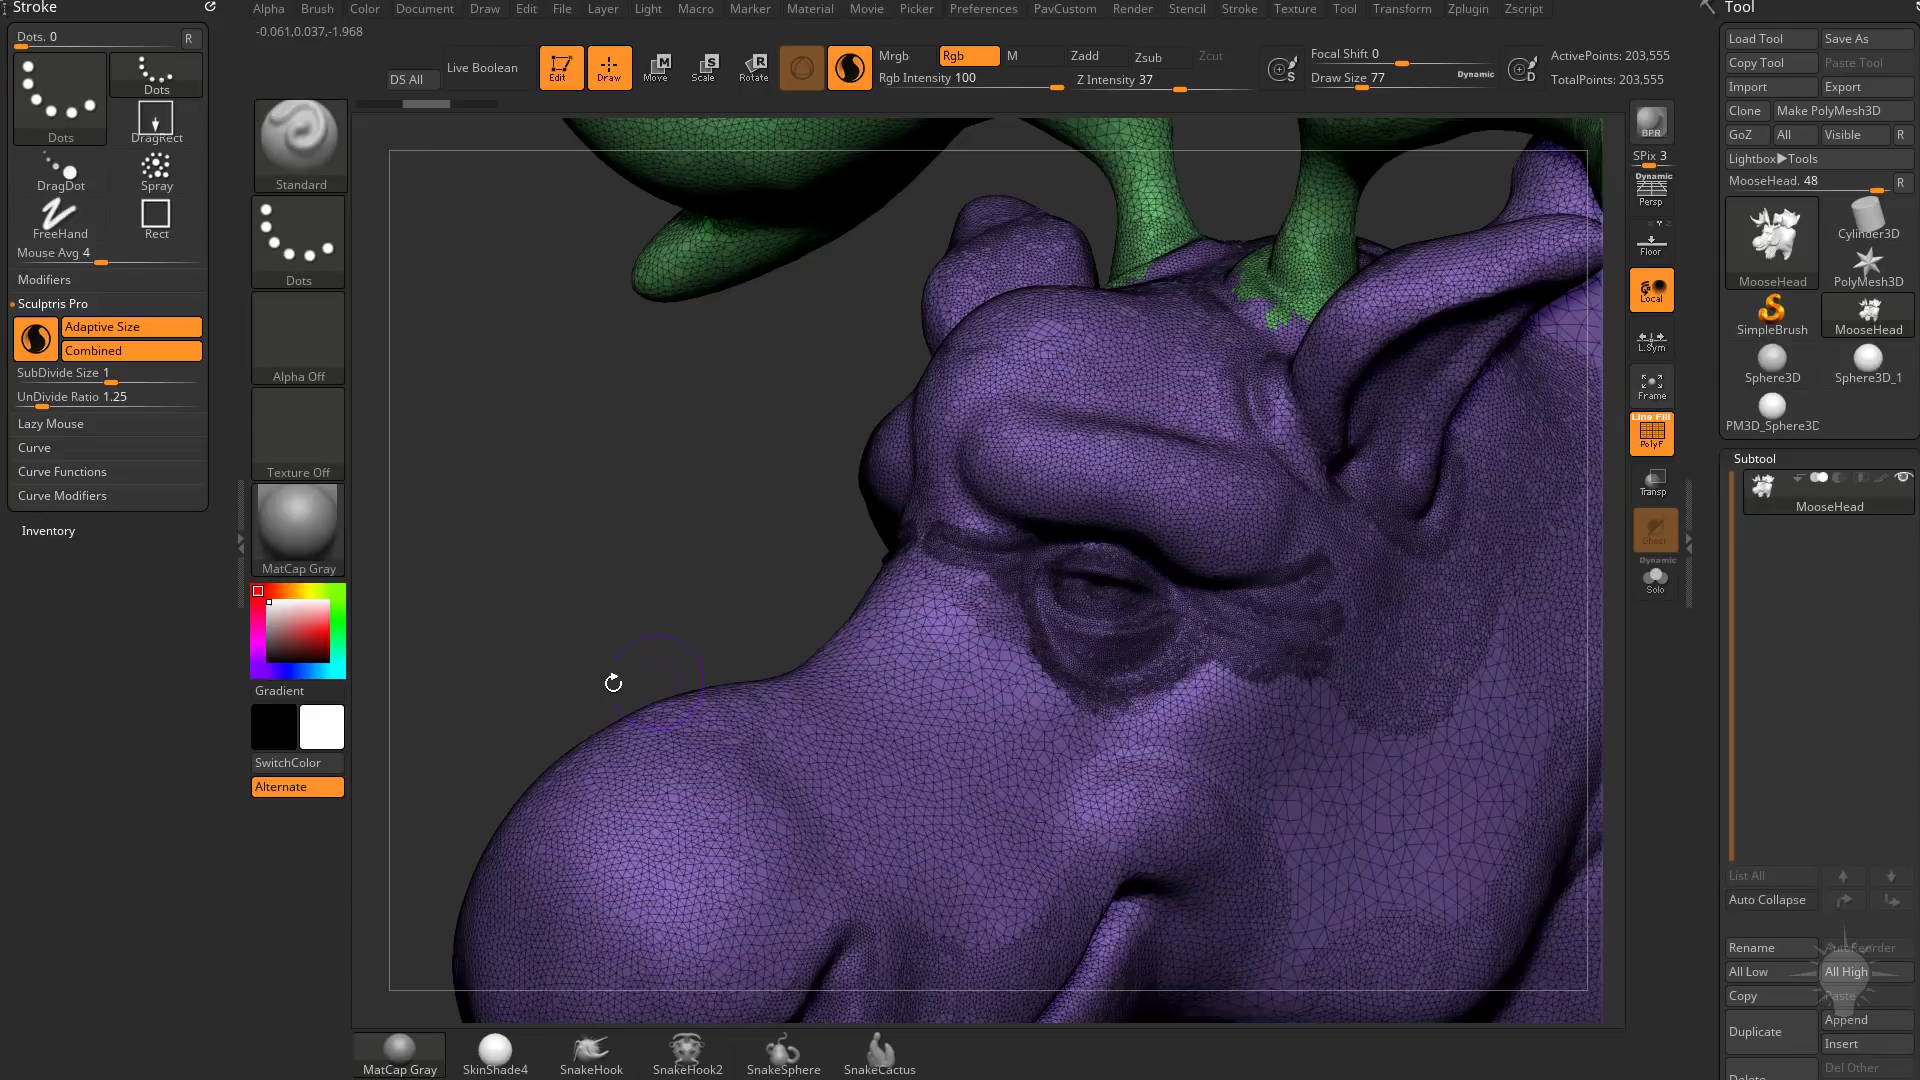 Stroke
Alpha Brush Color Document Draw Edit File Layer Light Macro Marker Material Movie Picker Preferences PavCustom Render Stencil Stroke Texture Tool Transform Zplugin Zscript
Tool
-0.061,0.037,-1.968
Dots. 0
R
Dots
Dots
DragRect
DragDot
Spray
FreeHand
Rect
Mouse Avg 4
Modifiers
Sculptris Pro
Adaptive Size
Combined
SubDivide Size 1
UnDivide Ratio 1.25
Lazy Mouse
Curve
Curve Functions
Curve Modifiers
Inventory
DS All
Live Boolean
Edit
Draw
Move
Scale
Rotate
Mrgb
Rgb
M
Rgb Intensity 100
Zadd
Zsub
Zcut
Z Intensity 37
Focal Shift 0
Draw Size 77
Dynamic
ActivePoints: 203,555
TotalPoints: 203,555
Standard
Dots
Alpha Off
Texture Off
MatCap Gray
Gradient
SwitchColor
Alternate
MatCap Gray
SkinShade4
SnakeHook
SnakeHook2
SnakeSphere
SnakeCactus
BPR
SPix 3
Dynamic
Persp
Floor
Local
L.Sym
Frame
Line Fill
PolyF
Transp
Ghost
Dynamic
Solo
Load Tool
Save As
Copy Tool
Paste Tool
Import
Export
Clone
Make PolyMesh3D
GoZ
All
Visible
R
Lightbox▶Tools
MooseHead. 48
R
MooseHead
Cylinder3D
PolyMesh3D
SimpleBrush
MooseHead
Sphere3D
Sphere3D_1
PM3D_Sphere3D
Subtool
MooseHead
List All
Auto Collapse
Rename
AutoReorder
All Low
All High
Copy
Paste
Duplicate
Append
Insert
Delete
Del Other